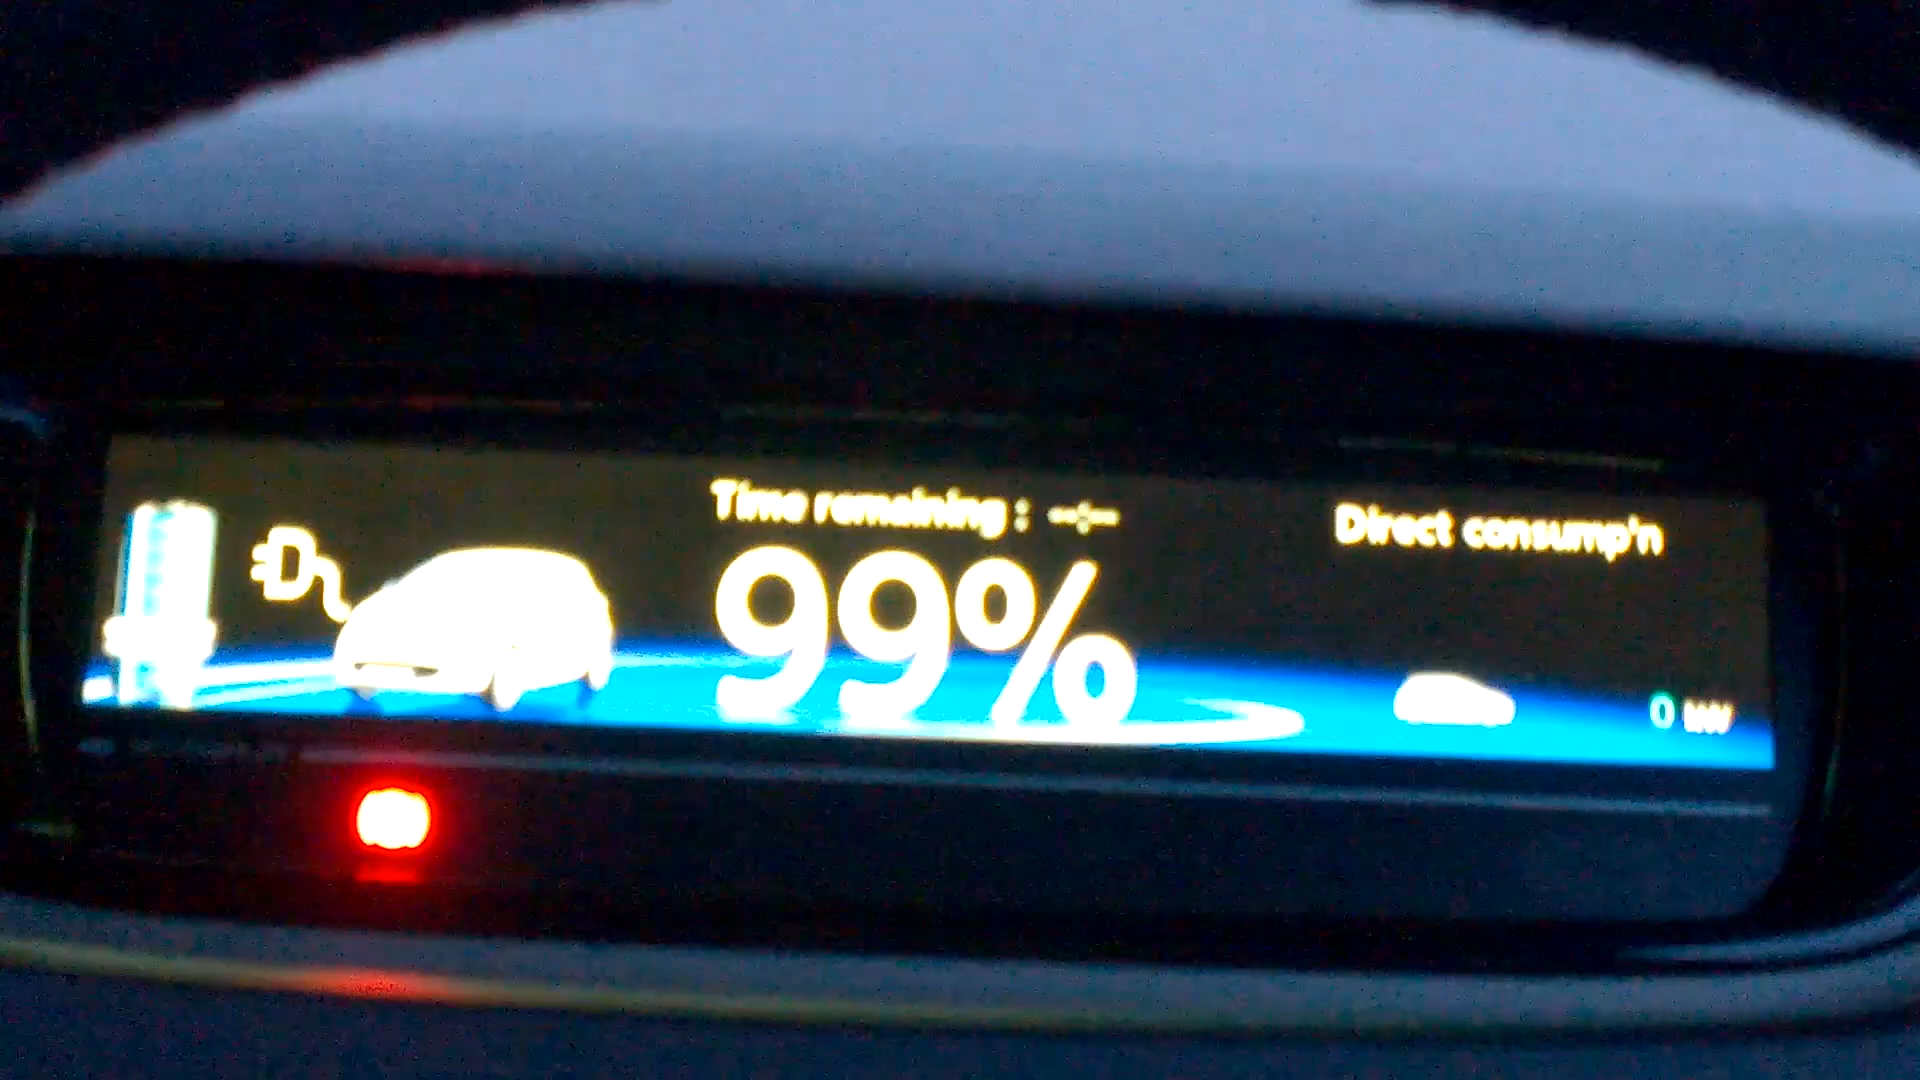 Time remaining : --:--
99%
Direct consump'n
0 kW